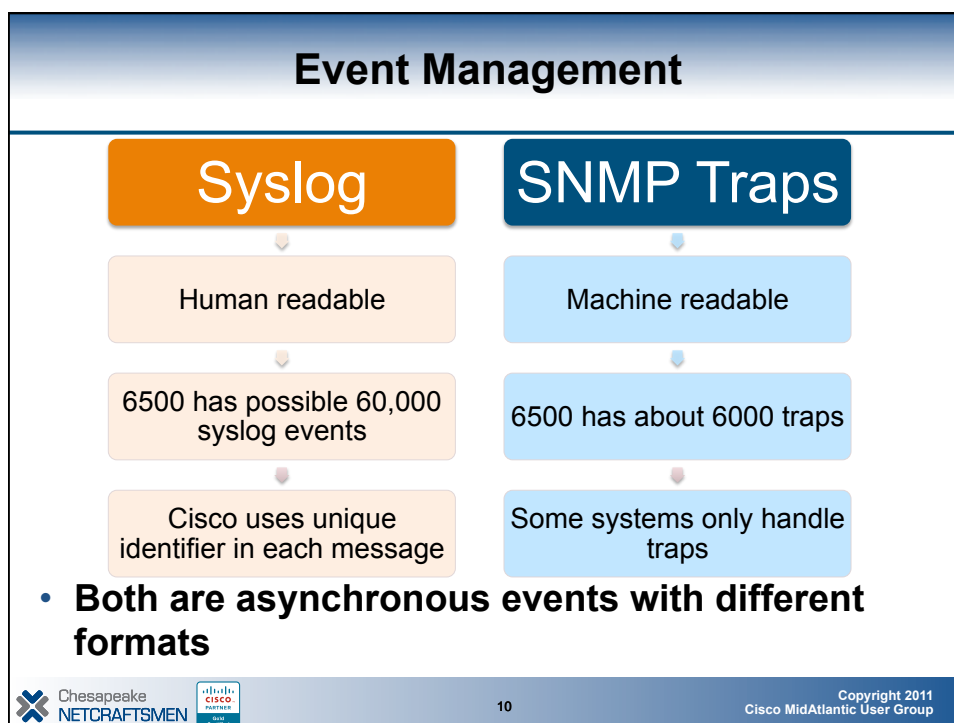 Event Management
Syslog
Human readable
6500 has possible 60,000
syslog events
Cisco uses unique
identifier in each message
SNMP Traps
Machine readable
6500 has about 6000 traps
Some systems only handle
traps
• Both are asynchronous events with different
formats
Chesapeake
NETCRAFTSMEN
CISCO
PARTNER
Gold
10
Copyright 2011
Cisco MidAtlantic User Group